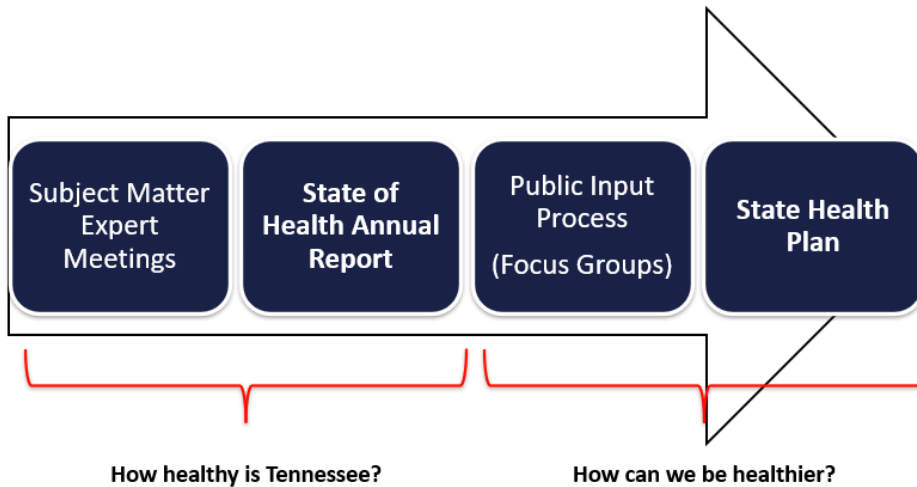 Subject Matter
Expert
Meetings
State of
Health Annual
Report
Public Input
Process
(Focus Groups)
State Health
Plan
How healthy is Tennessee?
How can we be healthier?